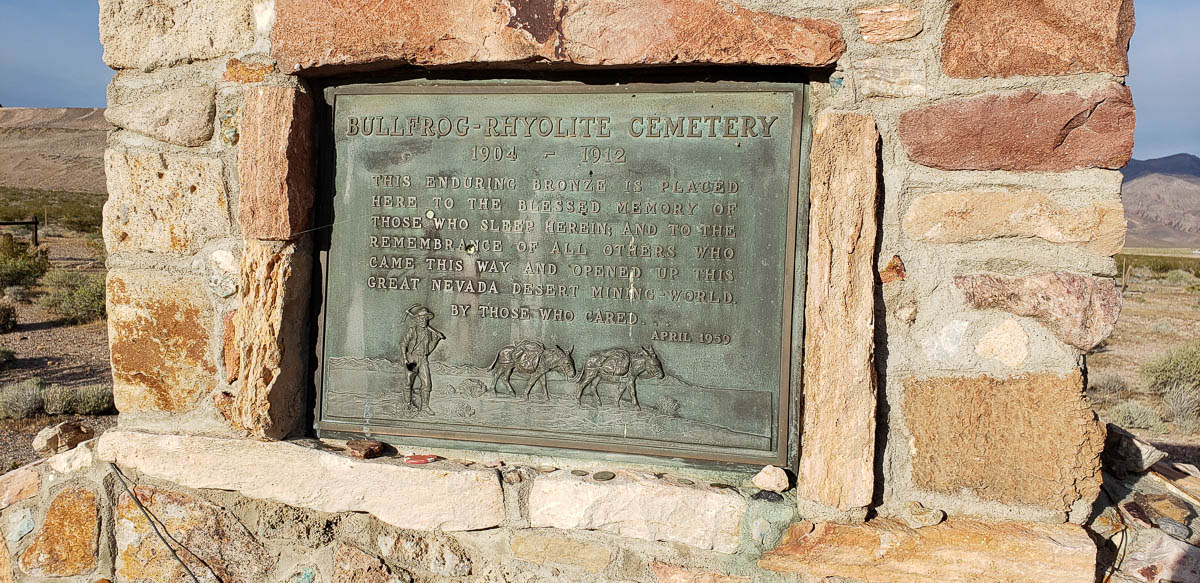 BULLFROG-RHYOLITE CEMETERY
1904 - 1912
THIS ENDURING BRONZE IS PLACED
HERE TO THE BLESSED MEMORY OF
THOSE WHO SLEEP HEREIN; AND TO THE
REMEMBRANCE OF ALL OTHERS WHO
CAME THIS WAY AND OPENED UP THIS
GREAT NEVADA DESERT MINING-WORLD.
BY THOSE WHO CARED...
APRIL 1959